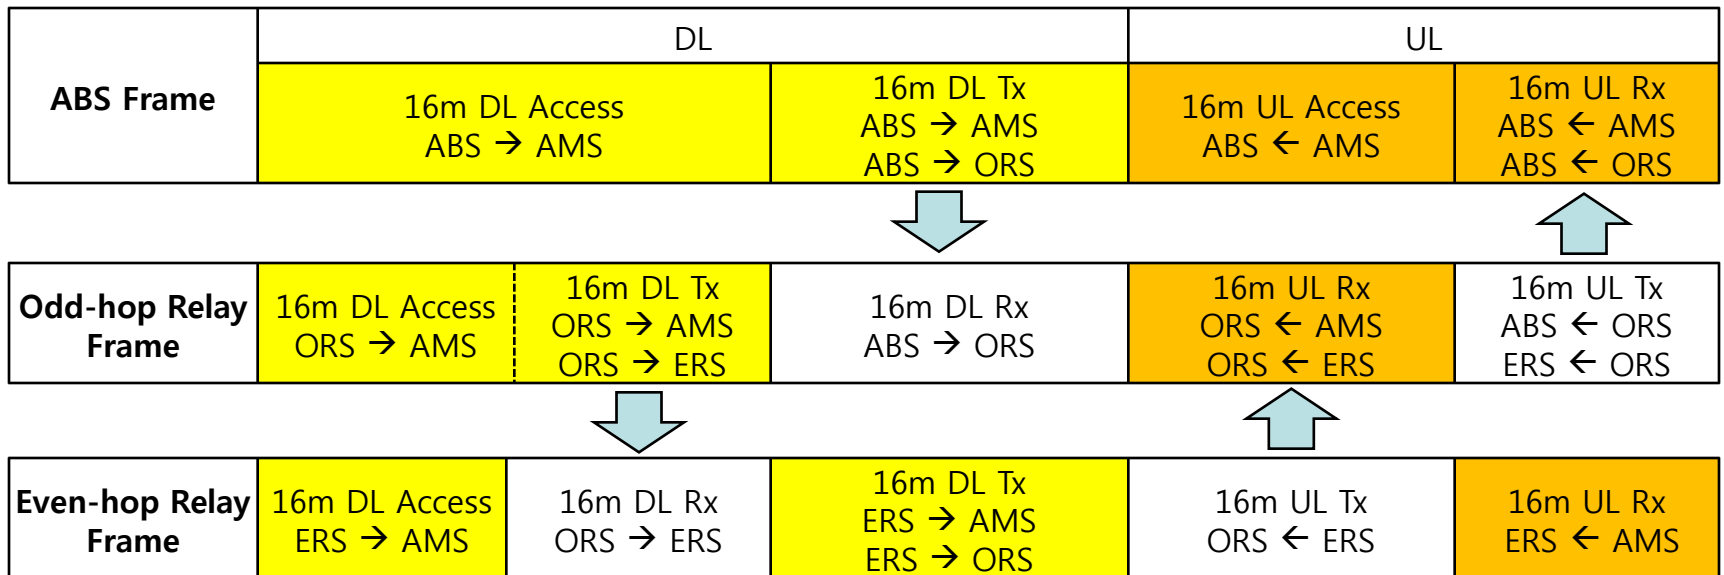 DL
UL
ABS Frame
16m DL Access
ABS → AMS
16m DL Tx
ABS → AMS
ABS → ORS
16m UL Access
ABS ← AMS
16m UL Rx
ABS ← AMS
ABS ← ORS
Odd-hop Relay
Frame
16m DL Access
ORS → AMS
16m DL Tx
ORS → AMS
ORS → ERS
16m DL Rx
ABS → ORS
16m UL Rx
ORS ← AMS
ORS ← ERS
16m UL Tx
ABS ← ORS
ERS ← ORS
Even-hop Relay
Frame
16m DL Access
ERS → AMS
16m DL Rx
ORS → ERS
16m DL Tx
ERS → AMS
ERS → ORS
16m UL Tx
ORS ← ERS
16m UL Rx
ERS ← AMS